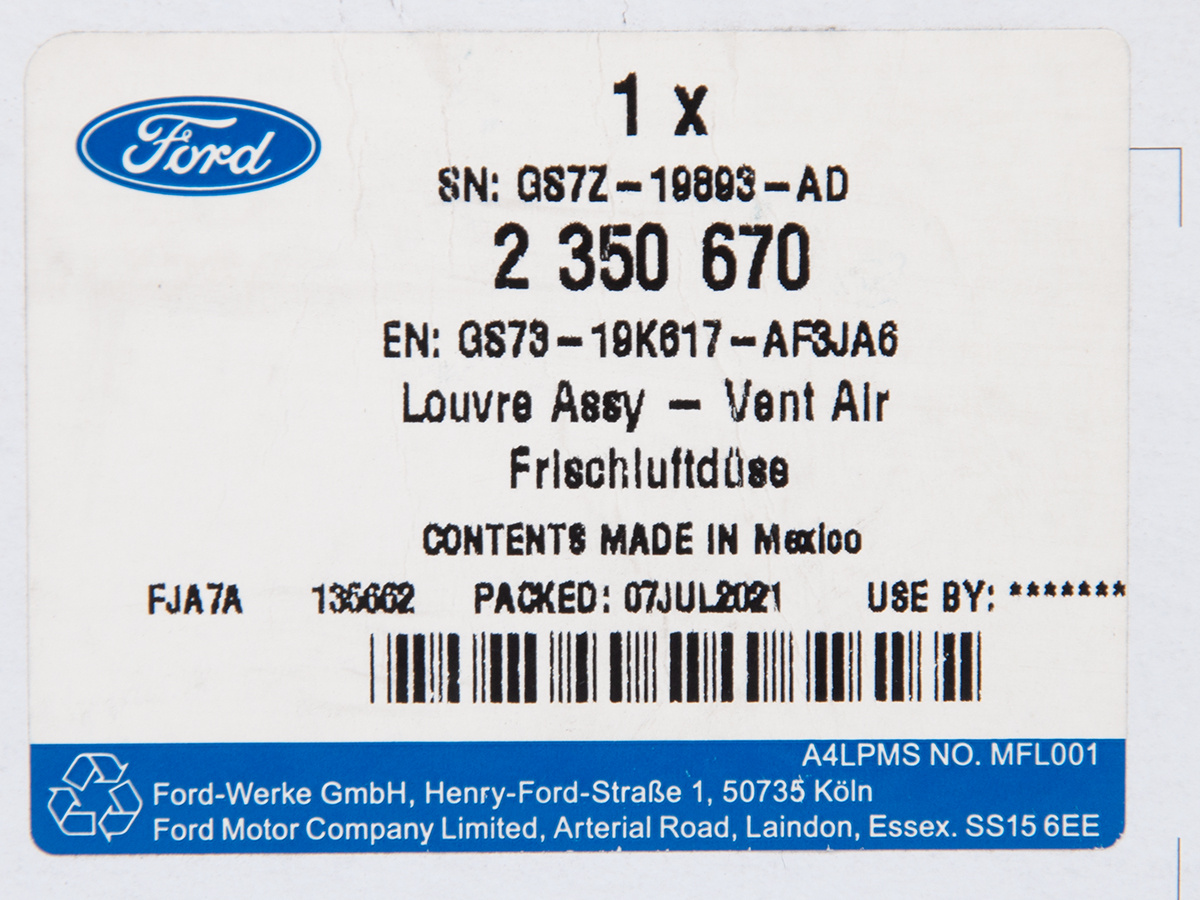 Ford
1 x
SN: GS7Z-19893-AD
2 350 670
EN: GS73-19K617-AF3JA6
Louvre Assy - Vent Air
Frischluftdüse
CONTENTS MADE IN Mexico
FJA7A 135662 PACKED: 07JUL2021 USE BY: *******
A4LPMS NO. MFL001
Ford-Werke GmbH, Henry-Ford-Straße 1, 50735 Köln
Ford Motor Company Limited, Arterial Road, Laindon, Essex. SS15 6EE